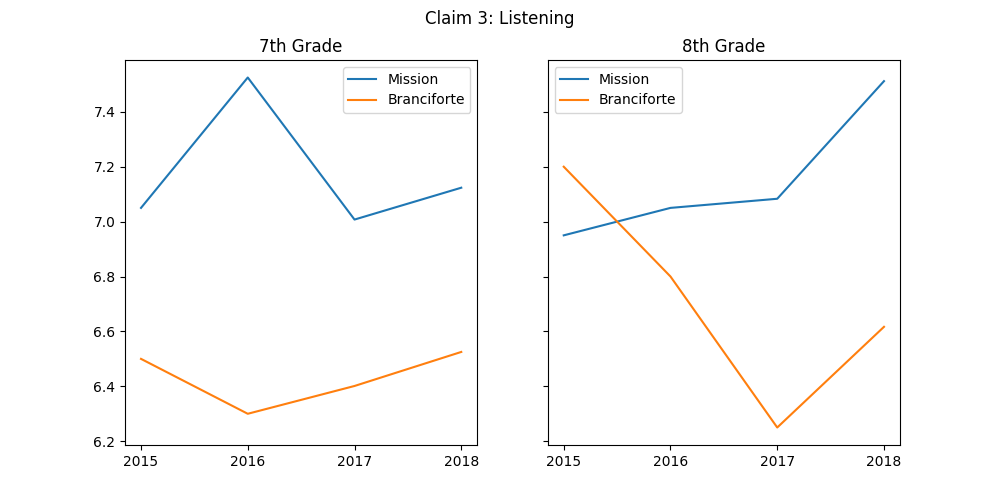 Claim 3: Listening
7th Grade
8th Grade
Mission
Branciforte
Mission
Branciforte
7.4
7.2
7.0
6.8
6.6
6.4
6.2
2015 2016 2017 2018
2015 2016 2017 2018